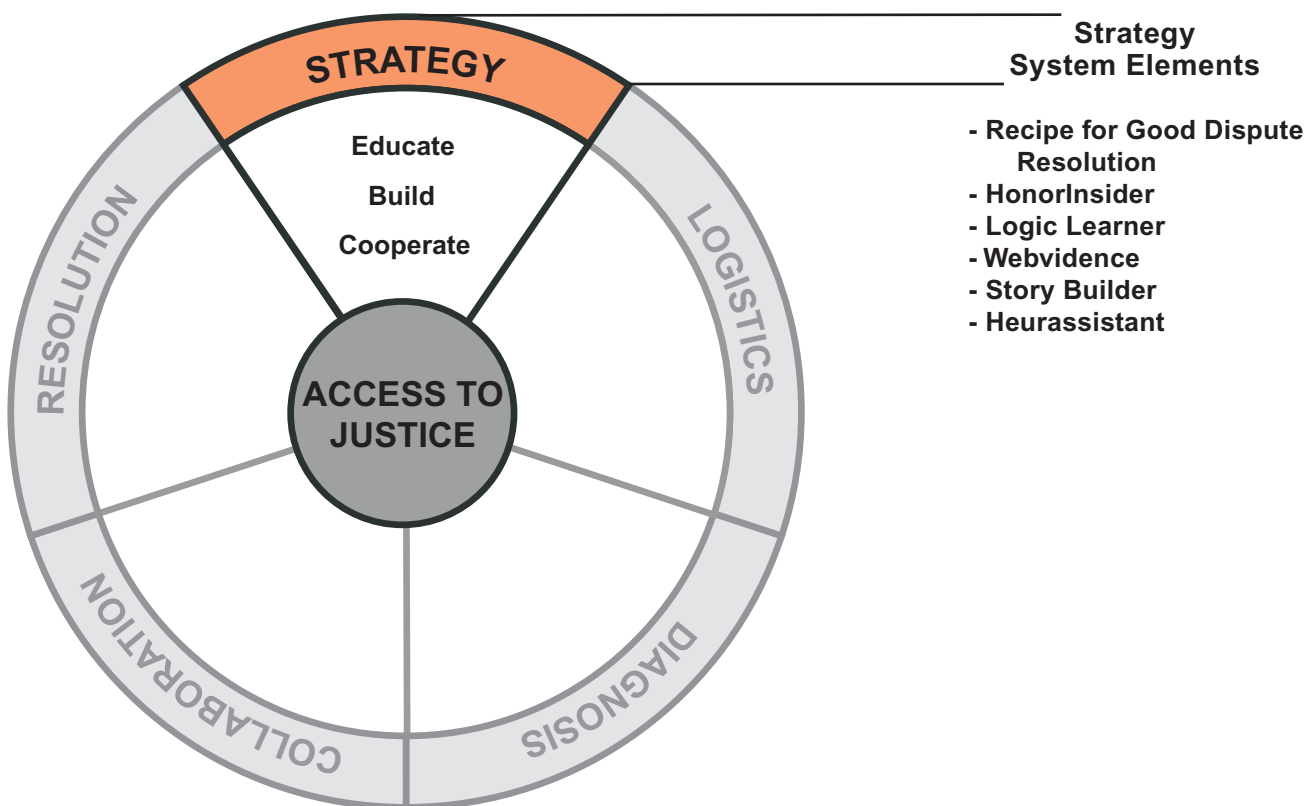 STRATEGY
Educate
Build
Cooperate
ACCESS TO
JUSTICE
RESOLUTION
LOGISTICS
COLLABORATION
DIAGNOSIS
Strategy
System Elements
- Recipe for Good Dispute
Resolution
- HonorInsider
- Logic Learner
- Webvidence
- Story Builder
- Heurassistant